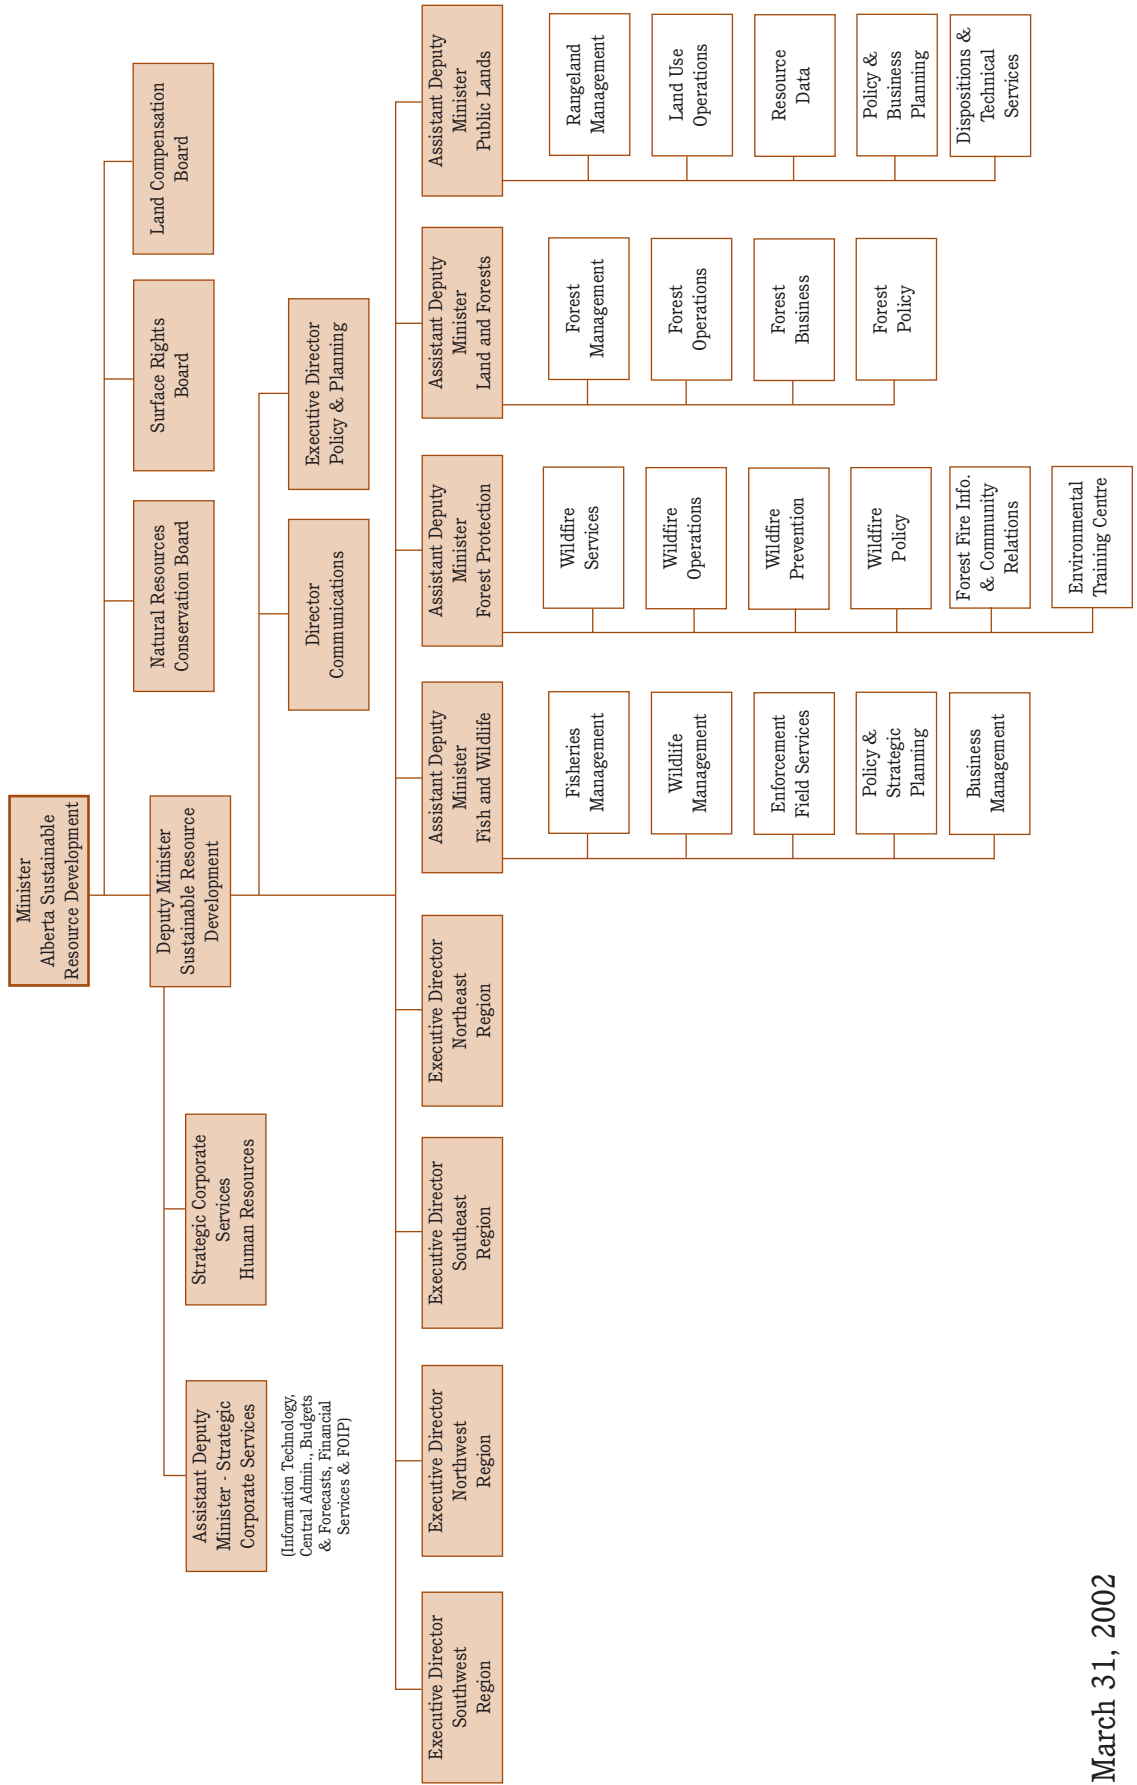 Minister
Alberta Sustainable
Resource Development
Natural Resources
Conservation Board
Surface Rights
Board
Land Compensation
Board
Deputy Minister
Sustainable Resource
Development
Assistant Deputy
Minister - Strategic
Corporate Services
(Information Technology,
Central Admin., Budgets
& Forecasts, Financial
Services & FOIP)
Strategic Corporate
Services
Human Resources
Director
Communications
Executive Director
Policy & Planning
Executive Director
Southwest
Region
Executive Director
Northwest
Region
Executive Director
Southeast
Region
Executive Director
Northeast
Region
Assistant Deputy
Minister
Fish and Wildlife
Fisheries
Management
Wildlife
Management
Enforcement
Field Services
Policy &
Strategic
Planning
Business
Management
Assistant Deputy
Minister
Forest Protection
Wildfire
Services
Wildfire
Operations
Wildfire
Prevention
Wildfire
Policy
Forest Fire Info.
& Community
Relations
Environmental
Training Centre
Assistant Deputy
Minister
Land and Forests
Forest
Management
Forest
Operations
Forest
Business
Forest
Policy
Assistant Deputy
Minister
Public Lands
Rangeland
Management
Land Use
Operations
Resource
Data
Policy &
Business
Planning
Dispositions &
Technical
Services
March 31, 2002